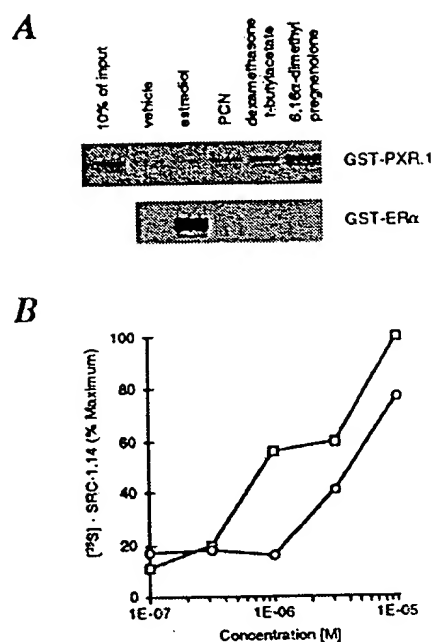 A
10% of input
vehicle
estradiol
PCN
dexamethasone
t-butylacetate
6,16α-dimethyl
pregnenolone
GST-PXR.1
GST-ERα
B
100
80
60
40
20
0
[³⁵S] - SRC-1.14 (% Maximum)
1E-07
1E-06
1E-05
Concentration [M]